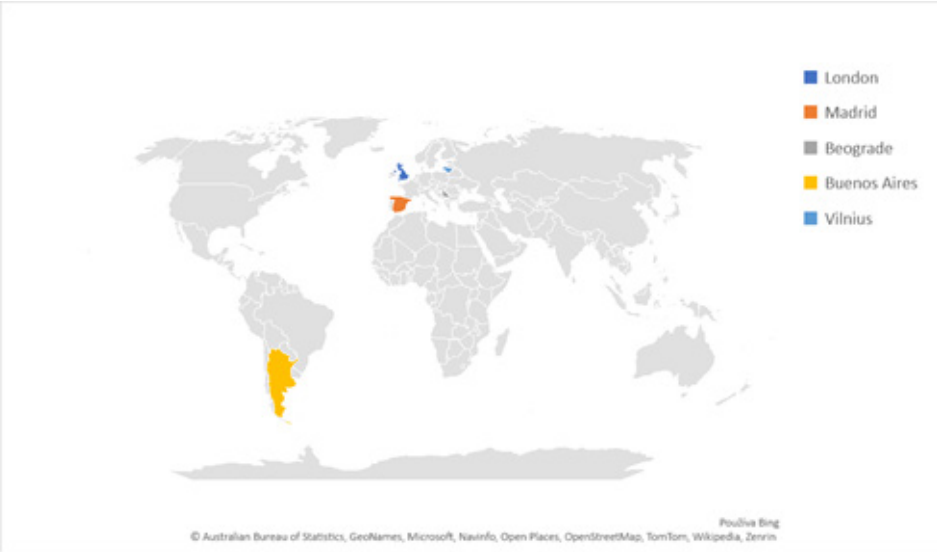 London
Madrid
Beograde
Buenos Aires
Vilnius
Používa Bing
© Australian Bureau of Statistics, GeoNames, Microsoft, Navinfo, Open Places, OpenStreetMap, TomTom, Wikipedia, Zenrin